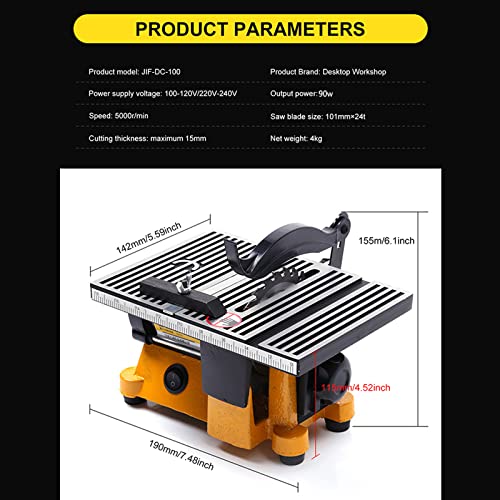 PRODUCT PARAMETERS
Product model: JIF-DC-100
Product Brand: Desktop Workshop
Power supply voltage: 100-120V/220V-240V
Output power:90w
Speed: 5000r/min
Saw blade size: 101mm×24t
Cutting thickness: maximum 15mm
Net weight: 4kg
142mm/5.59inch
155m/6.1inch
115mm/4.52inch
190mm/7.48inch